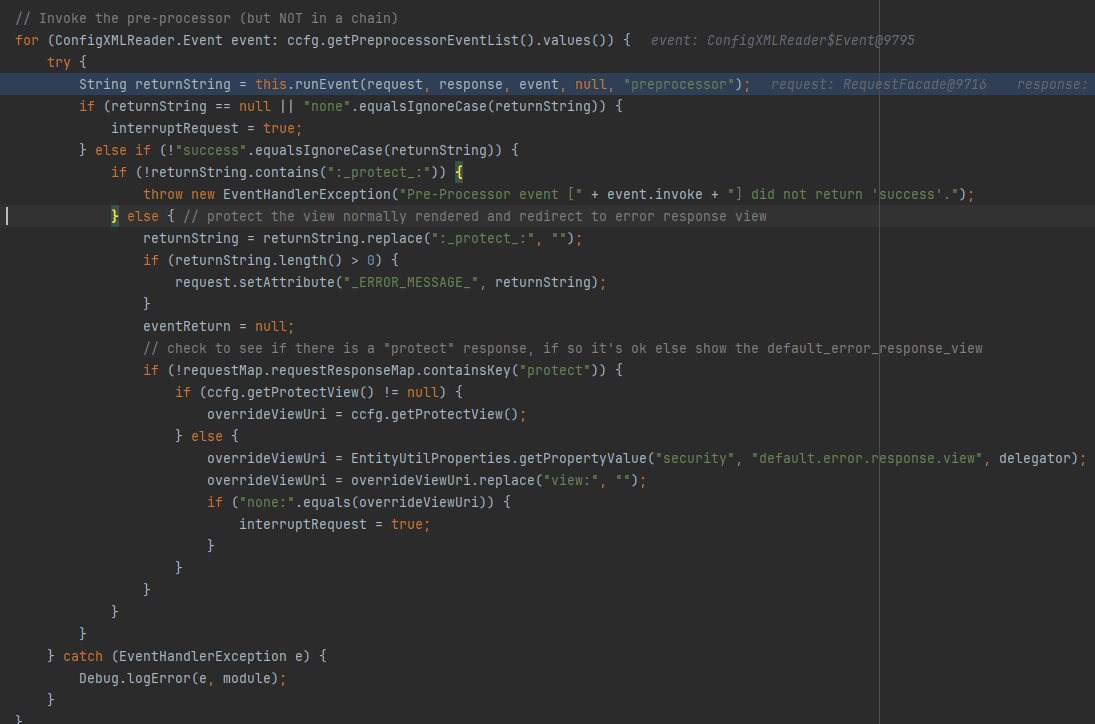 // Invoke the pre-processor (but NOT in a chain)
for (ConfigXMLReader.Event event: ccfg.getPreprocessorEventList().values()) {   event: ConfigXMLReader$Event@9795
    try {
        String returnString = this.runEvent(request, response, event, null, "preprocessor");   request: RequestFacade@9716    response:
        if (returnString == null || "none".equalsIgnoreCase(returnString)) {
            interruptRequest = true;
        } else if (!"success".equalsIgnoreCase(returnString)) {
            if (!returnString.contains(":_protect_:")) {
                throw new EventHandlerException("Pre-Processor event [" + event.invoke + "] did not return 'success'.");
            } else { // protect the view normally rendered and redirect to error response view
                returnString = returnString.replace(":_protect_:", "");
                if (returnString.length() > 0) {
                    request.setAttribute("_ERROR_MESSAGE_", returnString);
                }
                eventReturn = null;
                // check to see if there is a "protect" response, if so it's ok else show the default_error_response_view
                if (!requestMap.requestResponseMap.containsKey("protect")) {
                    if (ccfg.getProtectView() != null) {
                        overrideViewUri = ccfg.getProtectView();
                    } else {
                        overrideViewUri = EntityUtilProperties.getPropertyValue("security", "default.error.response.view", delegator);
                        overrideViewUri = overrideViewUri.replace("view:", "");
                        if ("none:".equals(overrideViewUri)) {
                            interruptRequest = true;
                        }
                    }
                }
            }
        }
    } catch (EventHandlerException e) {
        Debug.logError(e, module);
    }
}